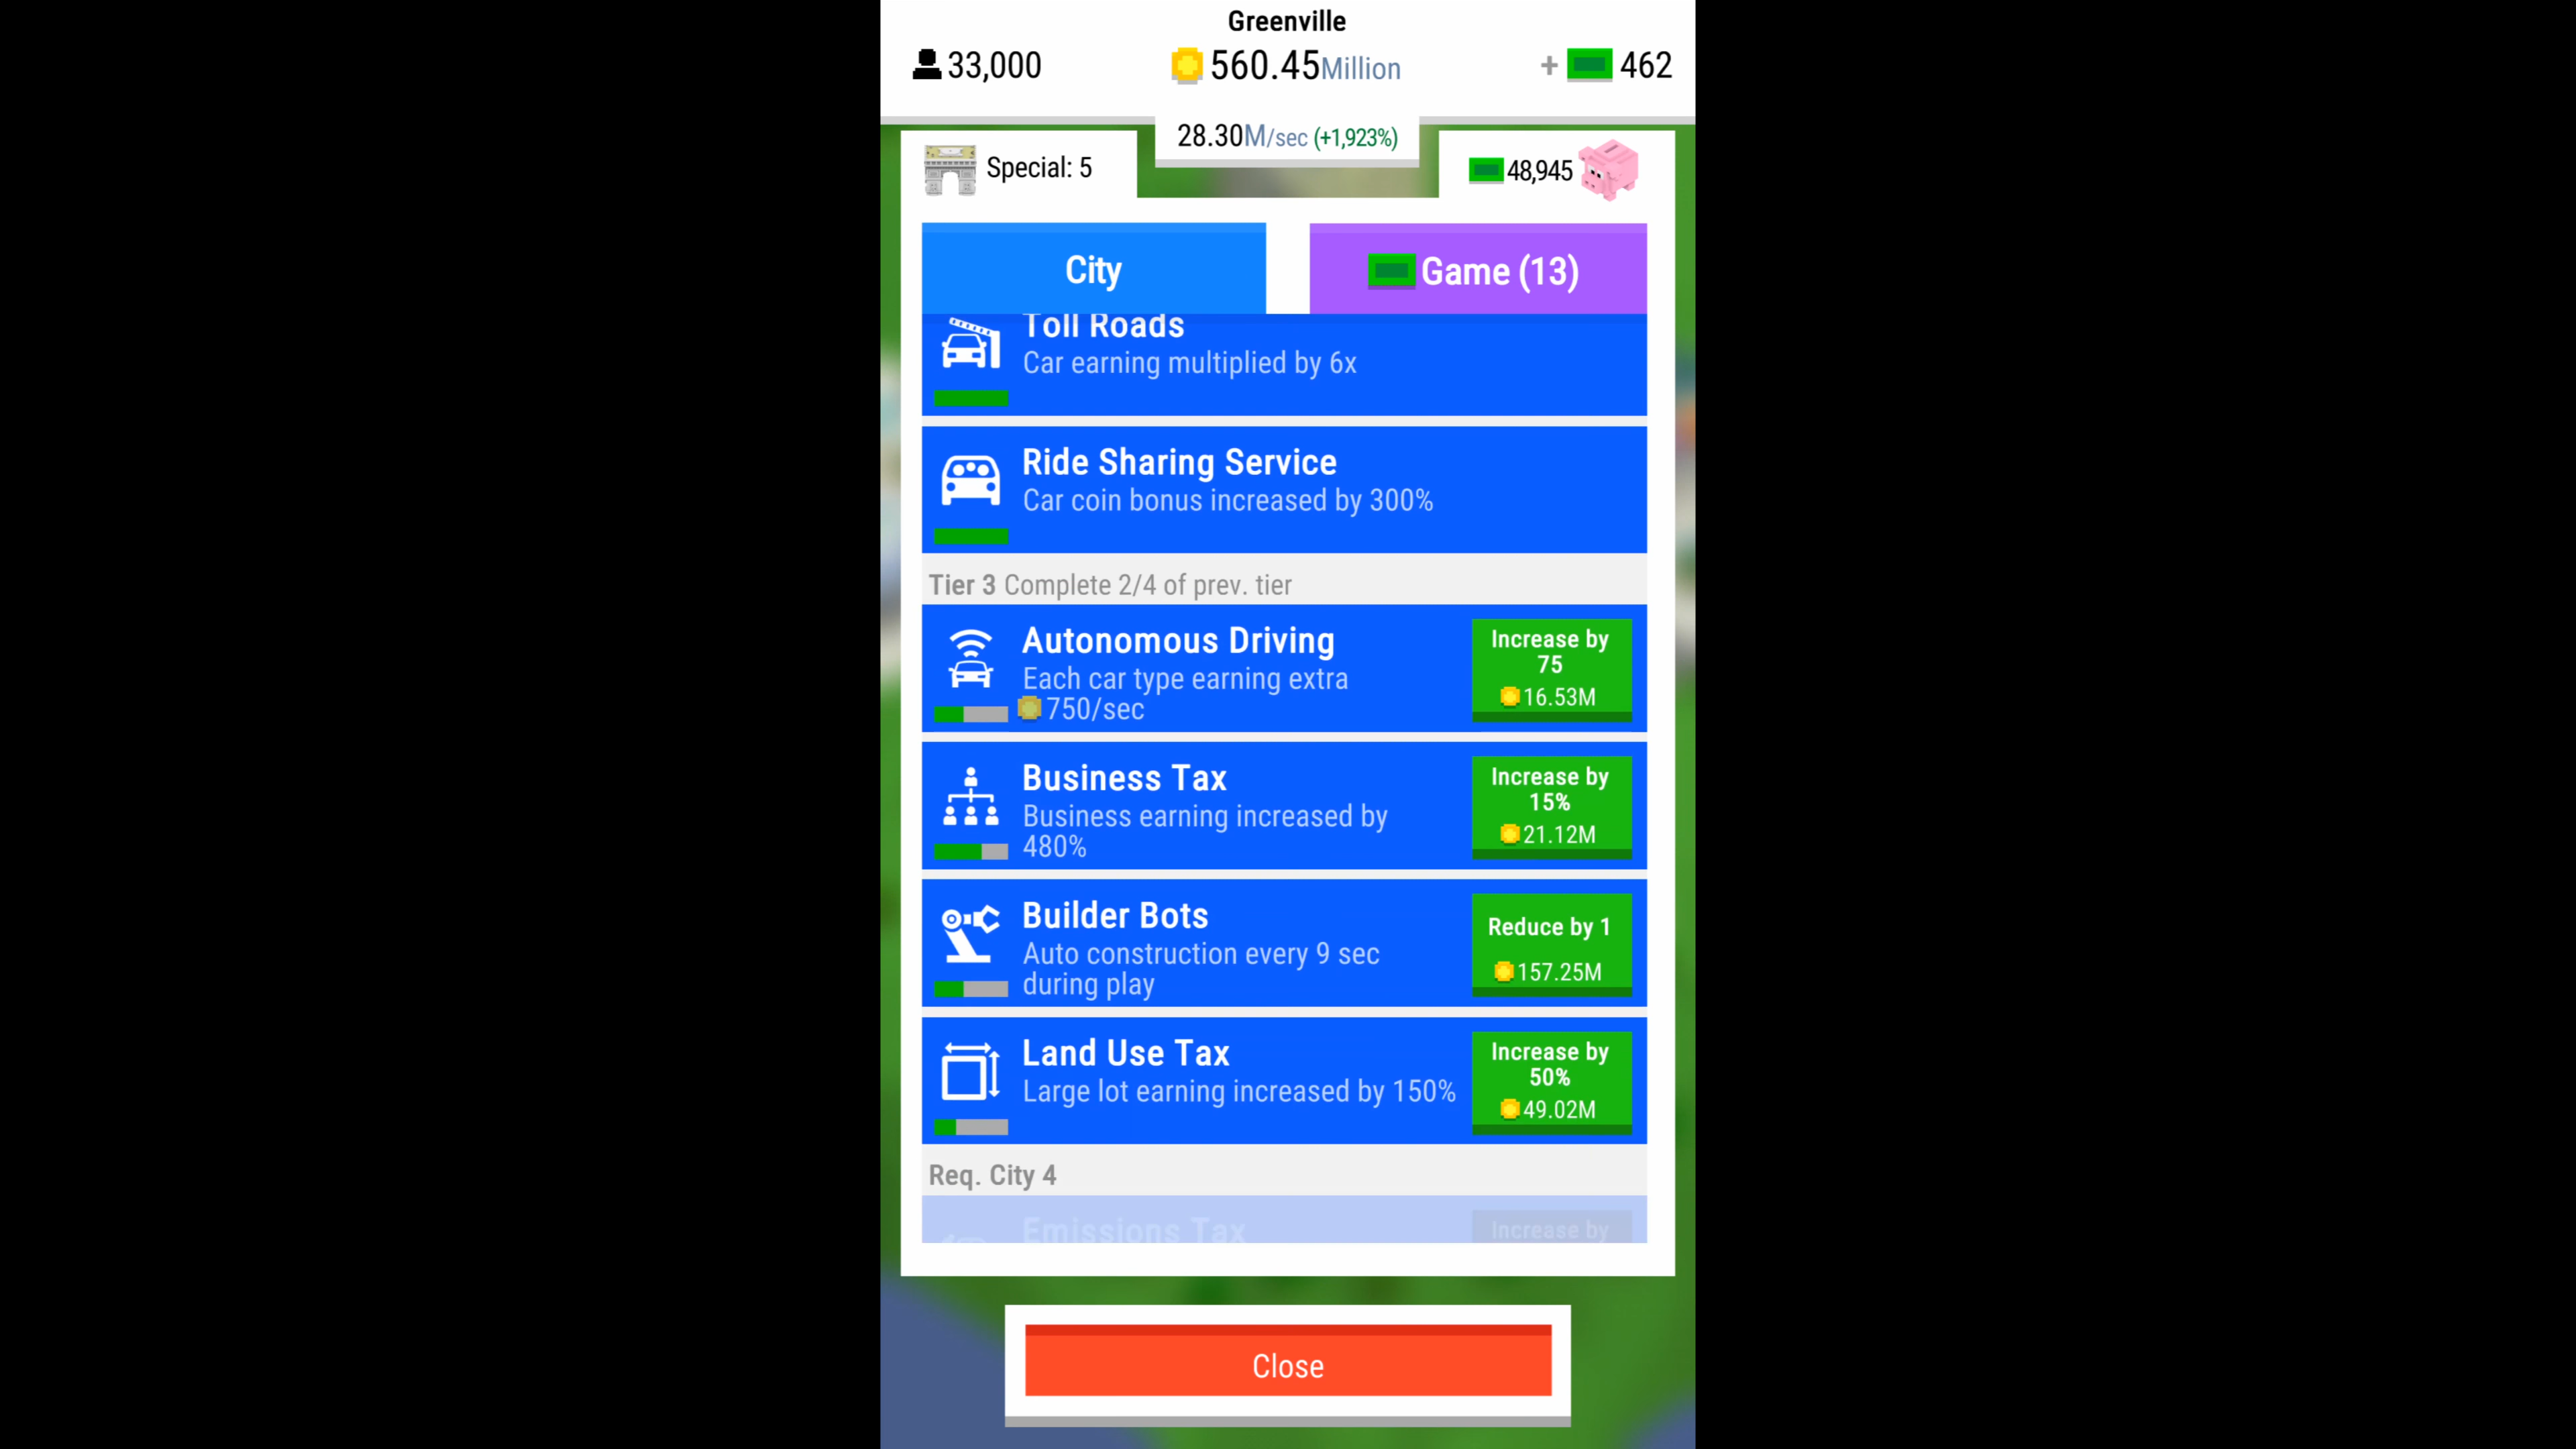 Greenville
33,000
560.45Million
+ 462
28.30M/sec (+1,923%)
Special: 5
48,945
City
Game (13)
Toll Roads
Car earning multiplied by 6x
Ride Sharing Service
Car coin bonus increased by 300%
Tier 3 Complete 2/4 of prev. tier
Autonomous Driving
Each car type earning extra
750/sec
Increase by
75
16.53M
Business Tax
Business earning increased by
480%
Increase by
15%
21.12M
Builder Bots
Auto construction every 9 sec
during play
Reduce by 1
157.25M
Land Use Tax
Large lot earning increased by 150%
Increase by
50%
49.02M
Req. City 4
Emissions Tax
Increase by
Close